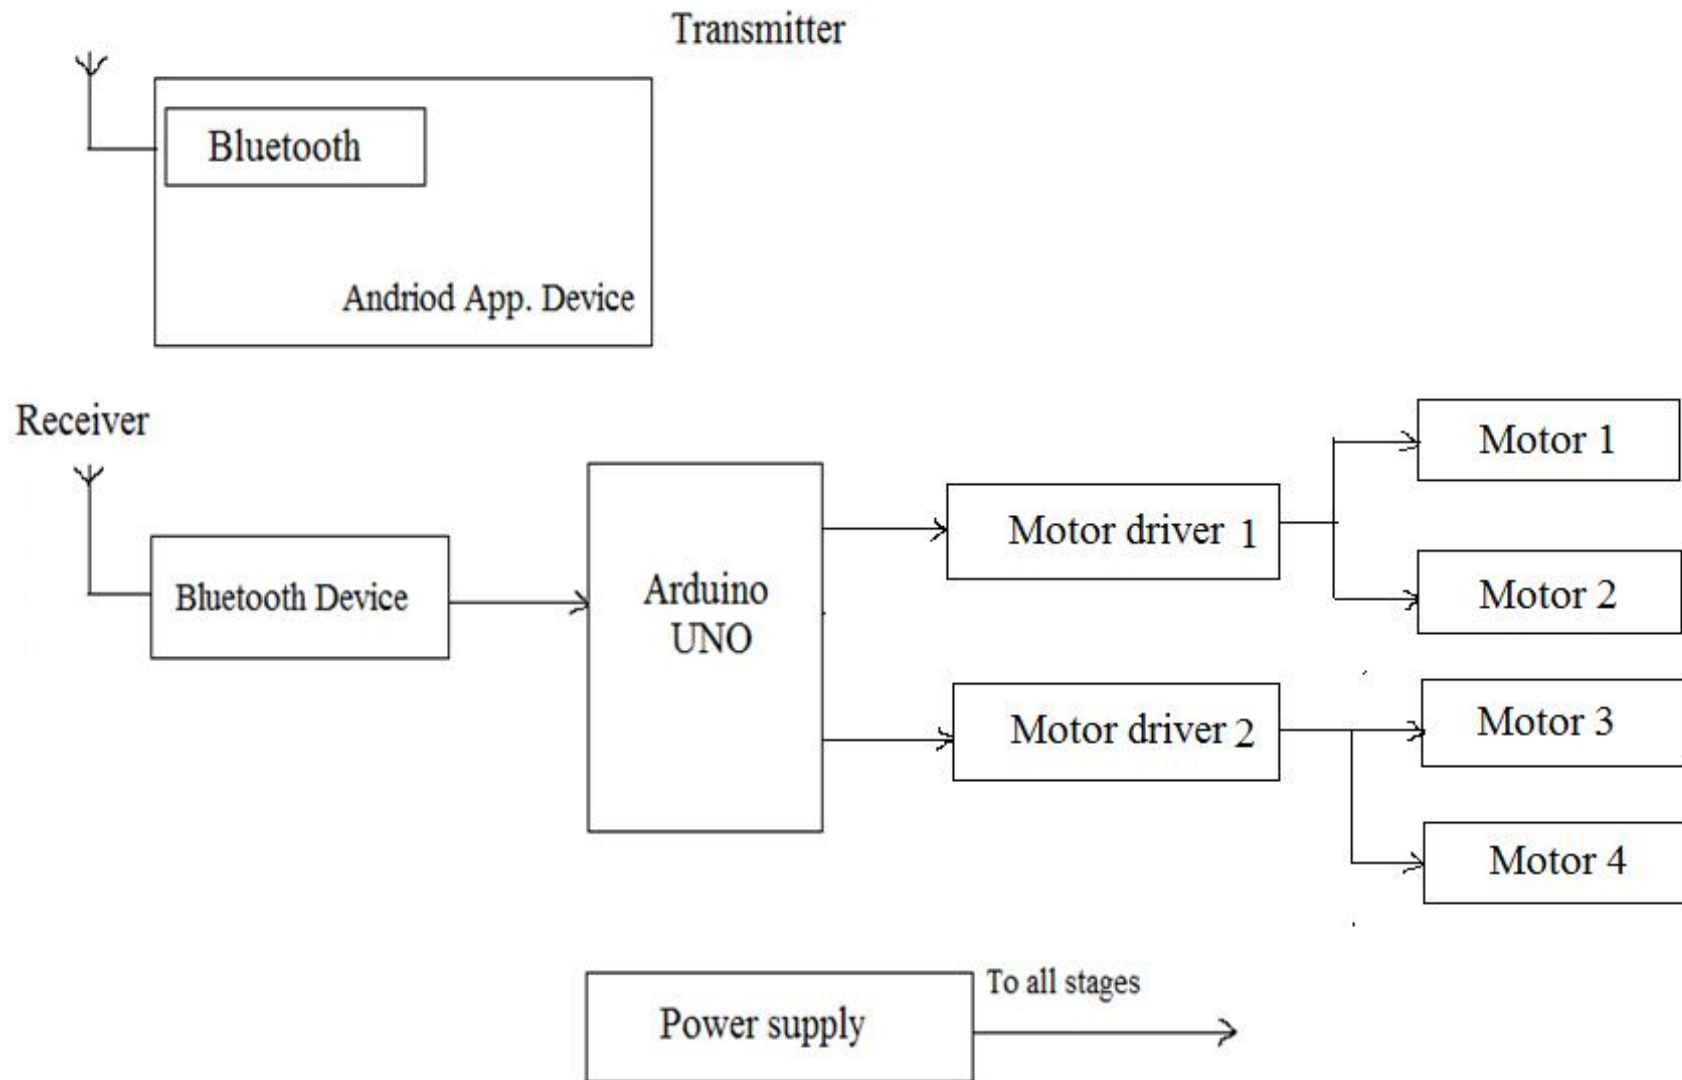 Transmitter
Bluetooth
Andriod App. Device
Receiver
Bluetooth Device
Arduino
UNO
Motor driver 1
Motor 1
Motor 2
Motor driver 2
Motor 3
Motor 4
Power supply
To all stages